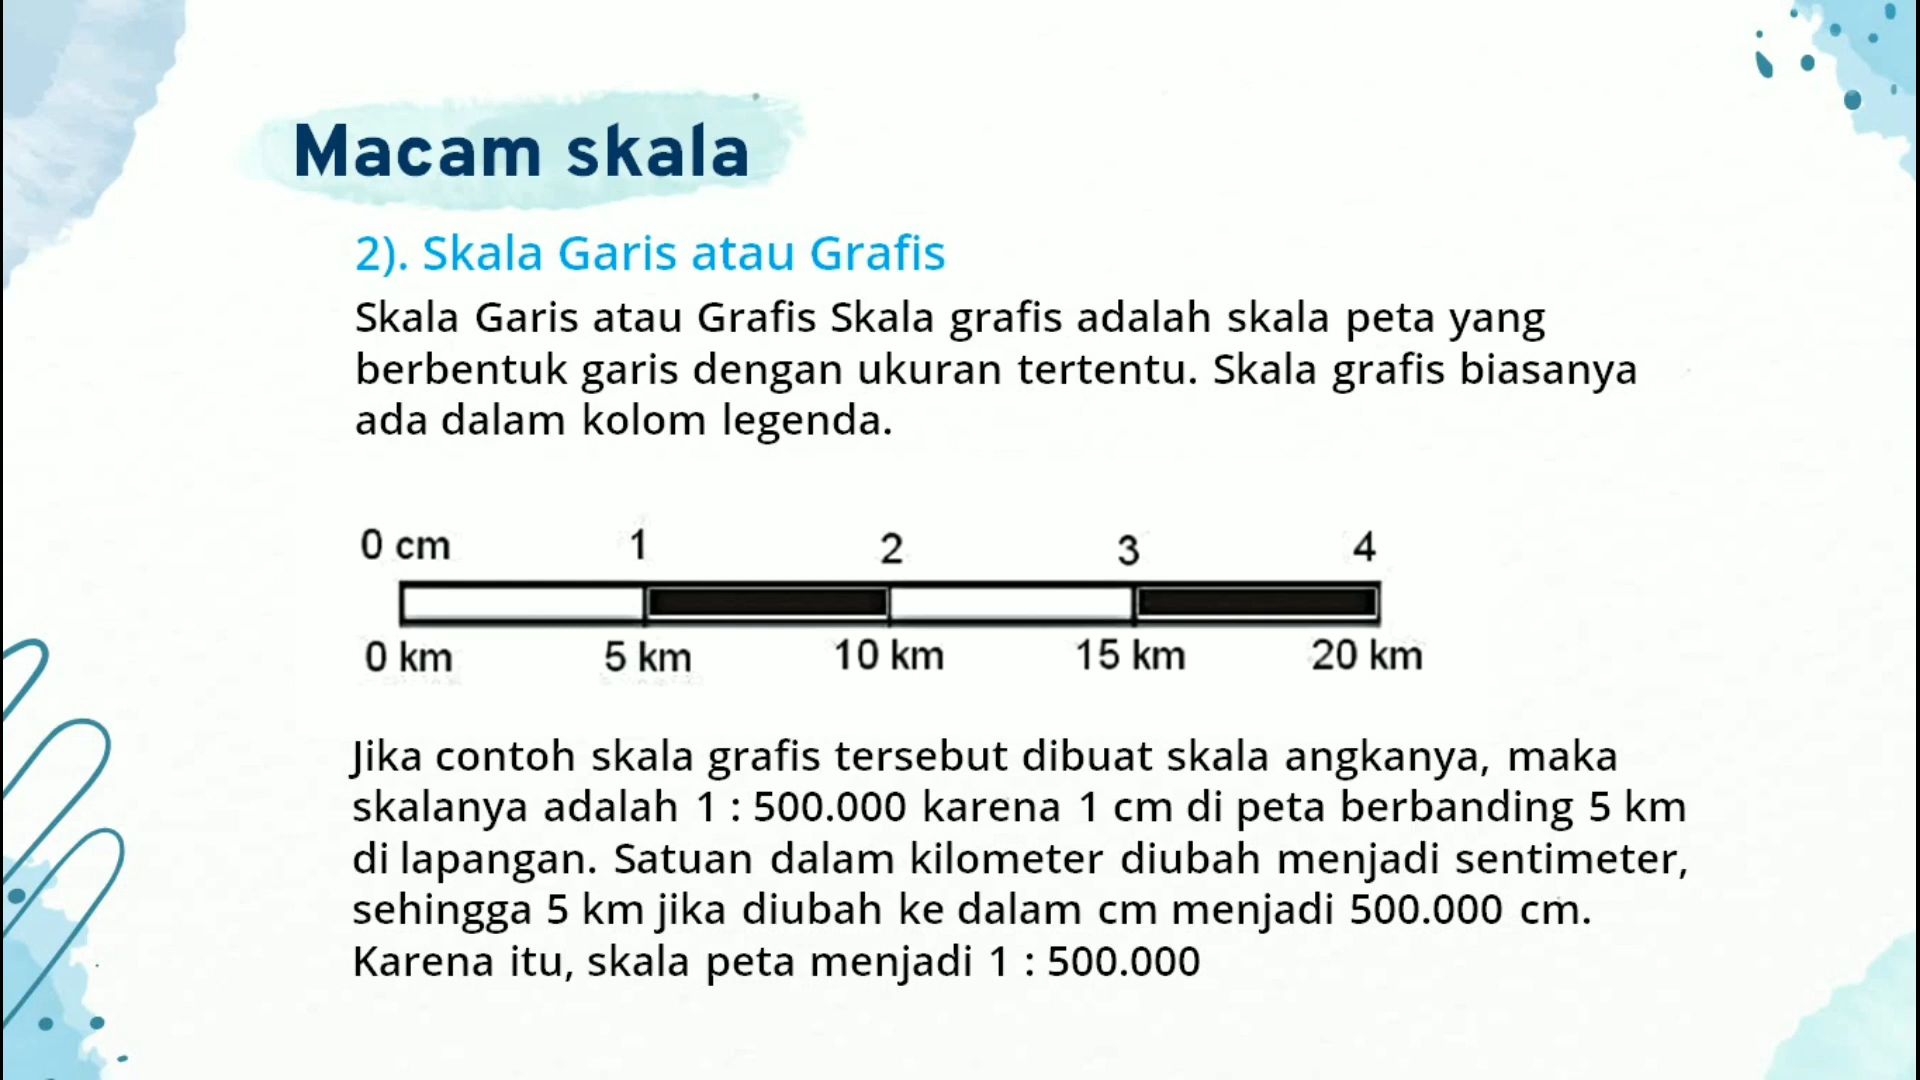 Macam skala
2). Skala Garis atau Grafis
Skala Garis atau Grafis Skala grafis adalah skala peta yang
berbentuk garis dengan ukuran tertentu. Skala grafis biasanya
ada dalam kolom legenda.
0 cm 1 2 3 4
0 km 5 km 10 km 15 km 20 km
Jika contoh skala grafis tersebut dibuat skala angkanya, maka
skalanya adalah 1 : 500.000 karena 1 cm di peta berbanding 5 km
di lapangan. Satuan dalam kilometer diubah menjadi sentimeter,
sehingga 5 km jika diubah ke dalam cm menjadi 500.000 cm.
Karena itu, skala peta menjadi 1 : 500.000